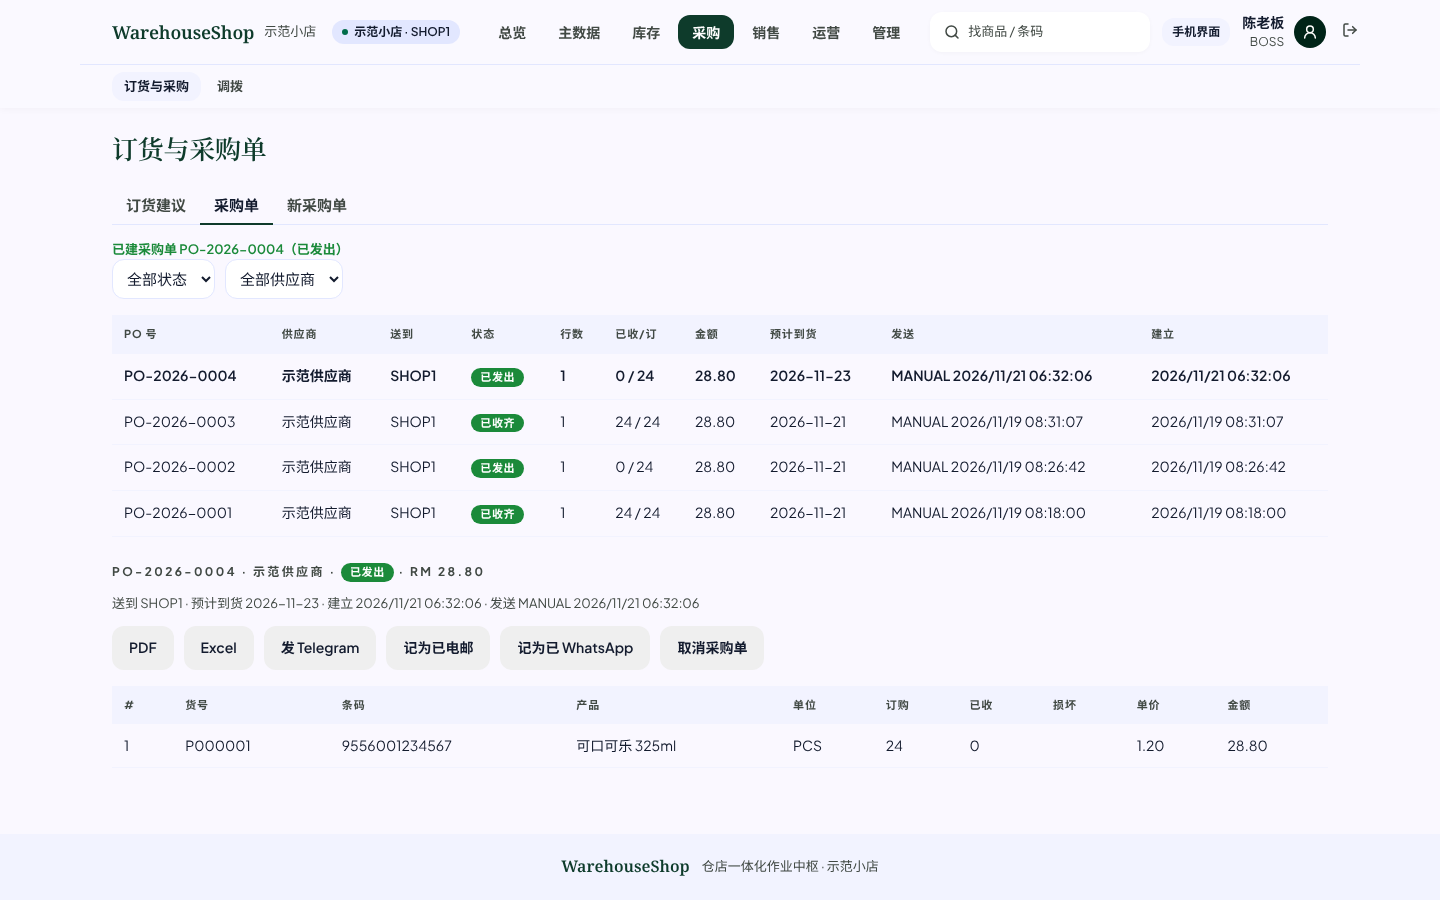 WarehouseShop 示范小店 示范小店 · SHOP1 总览 主数据 库存 采购 销售 运营 管理 找商品 / 条码 手机界面 陈老板 BOSS
订货与采购 调拨
订货与采购单
订货建议 采购单 新采购单
已建采购单 PO-2026-0004（已发出）
全部状态 全部供应商
PO 号 供应商 送到 状态 行数 已收/订 金额 预计到货 发送 建立
PO-2026-0004 示范供应商 SHOP1 已发出 1 0 / 24 28.80 2026-11-23 MANUAL 2026/11/21 06:32:06 2026/11/21 06:32:06
PO-2026-0003 示范供应商 SHOP1 已收齐 1 24 / 24 28.80 2026-11-21 MANUAL 2026/11/19 08:31:07 2026/11/19 08:31:07
PO-2026-0002 示范供应商 SHOP1 已发出 1 0 / 24 28.80 2026-11-21 MANUAL 2026/11/19 08:26:42 2026/11/19 08:26:42
PO-2026-0001 示范供应商 SHOP1 已收齐 1 24 / 24 28.80 2026-11-21 MANUAL 2026/11/19 08:18:00 2026/11/19 08:18:00
PO-2026-0004 · 示范供应商 · 已发出 · RM 28.80
送到 SHOP1 · 预计到货 2026-11-23 · 建立 2026/11/21 06:32:06 · 发送 MANUAL 2026/11/21 06:32:06
PDF Excel 发 Telegram 记为已电邮 记为已 WhatsApp 取消采购单
# 货号 条码 产品 单位 订购 已收 损坏 单价 金额
1 P000001 9556001234567 可口可乐 325ml PCS 24 0 1.20 28.80
WarehouseShop 仓店一体化作业中枢 · 示范小店